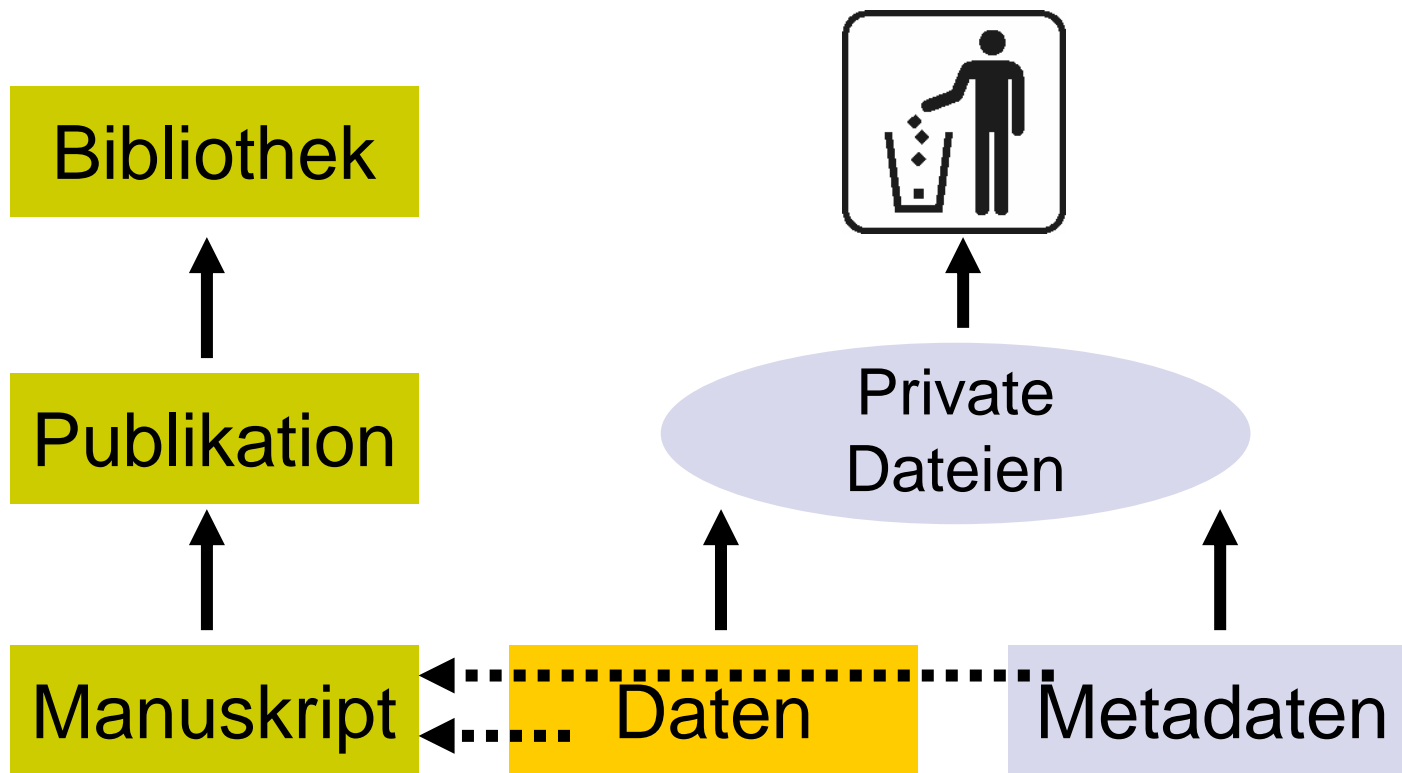 Bibliothek
Publikation
Private
Dateien
Manuskript
Daten
Metadaten